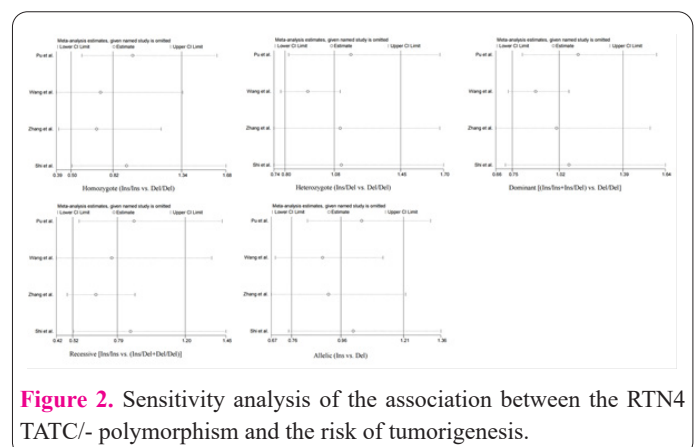 Meta-analysis estimates, given named study is omitted
Lower CI Limit Estimate Upper CI Limit
Pu et al.
Wang et al.
Zhang et al.
Shi et al.
0.39 0.50 0.82 1.34 1.68
Homozygote (Ins/Ins vs. Del/Del)
Meta-analysis estimates, given named study is omitted
Lower CI Limit Estimate Upper CI Limit
Pu et al.
Wang et al.
Zhang et al.
Shi et al.
0.74 1.06 1.45 1.70
Heterozygote (Ins/Del vs. Del/Del)
Meta-analysis estimates, given named study is omitted
Lower CI Limit Estimate Upper CI Limit
Pu et al.
Wang et al.
Zhang et al.
Shi et al.
0.75 1.02 1.39 1.64
Dominant [(Ins/Ins+Ins/Del) vs. Del/Del]
Meta-analysis estimates, given named study is omitted
Lower CI Limit Estimate Upper CI Limit
Pu et al.
Wang et al.
Zhang et al.
Shi et al.
0.42 0.52 0.79 1.20 1.45
Recessive [Ins/Ins vs. (Ins/Del+Del/Del)]
Meta-analysis estimates, given named study is omitted
Lower CI Limit Estimate Upper CI Limit
Pu et al.
Wang et al.
Zhang et al.
Shi et al.
0.67 0.76 0.96 1.21 1.36
Allelic (Ins vs. Del)
Figure 2. Sensitivity analysis of the association between the RTN4
TATC/- polymorphism and the risk of tumorigenesis.